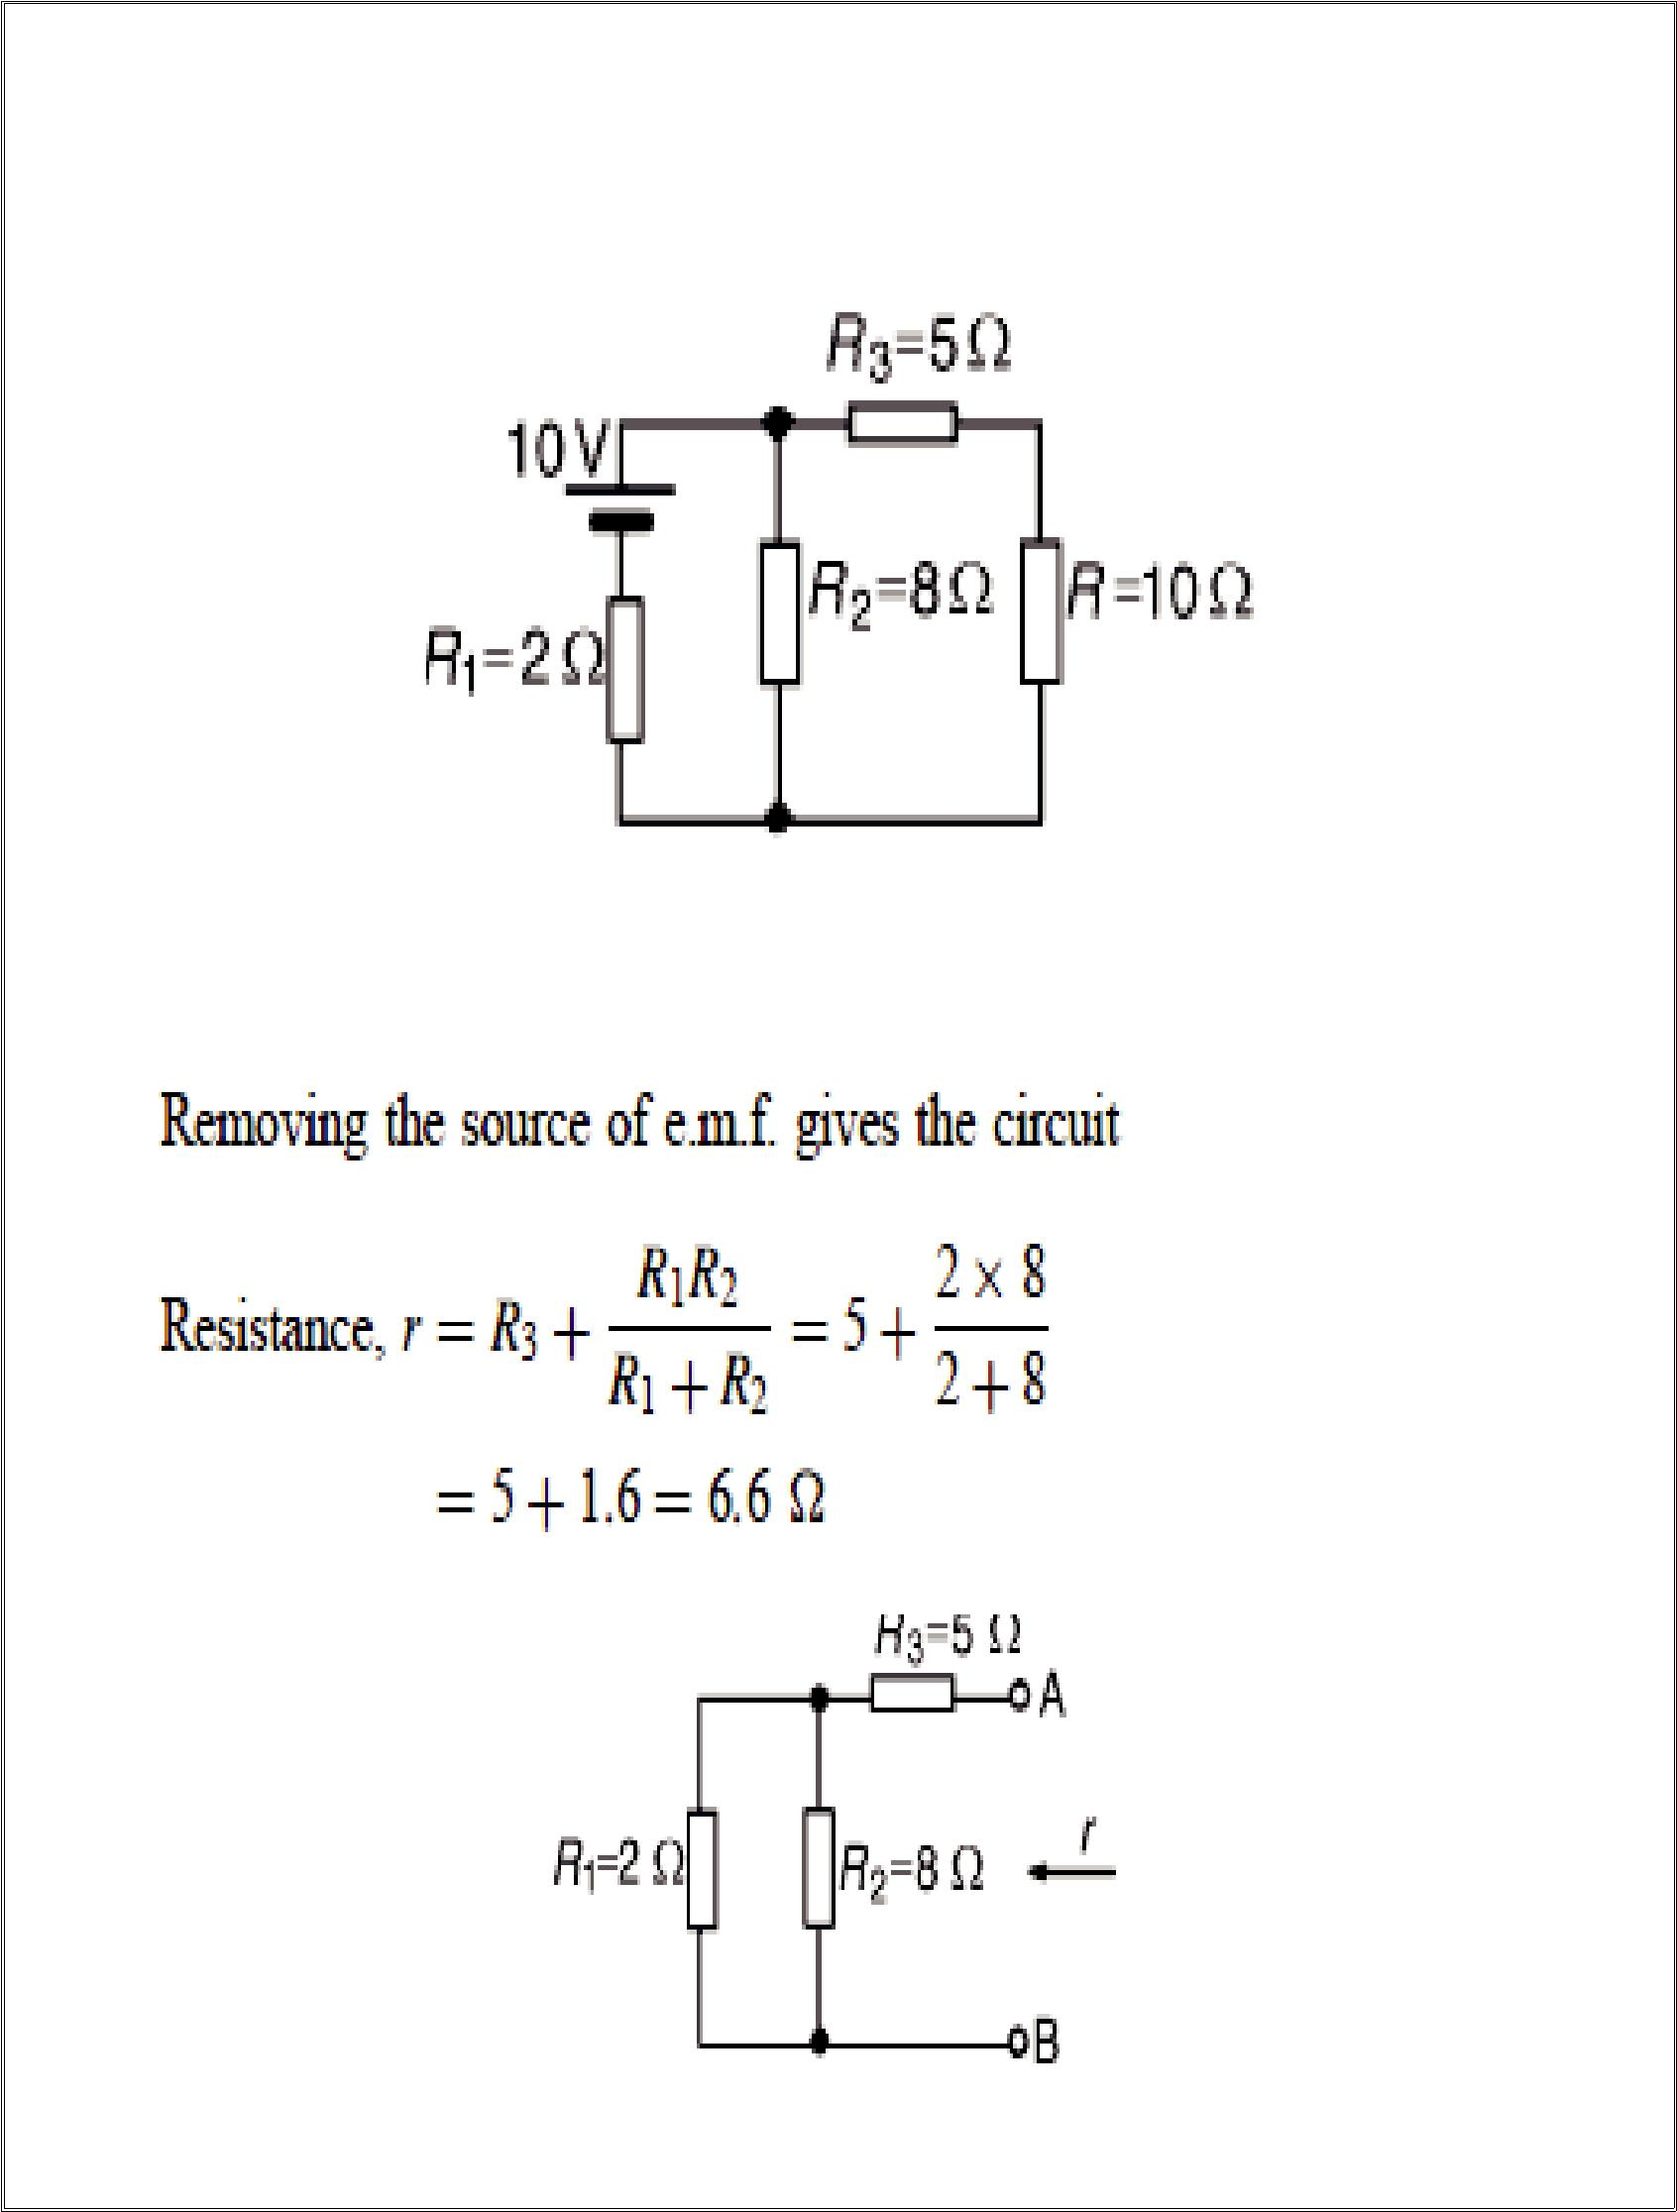 R₃=5Ω
10V
R₂=8Ω
R=10Ω
R₁=2Ω
Removing the source of e.m.f. gives the circuit
Resistance, r = R₃ + R₁R₂ / (R₁ + R₂) = 5 + (2 × 8) / (2 + 8)
= 5 + 1.6 = 6.6 Ω
R₃=5 Ω
A
R₁=2 Ω
R₂=8 Ω
r
B